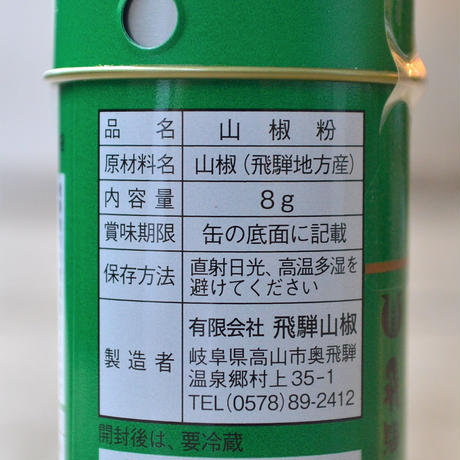 品名 山椒粉
原材料名 山椒(飛騨地方産)
内容量 8g
賞味期限 缶の底面に記載
保存方法 直射日光、高温多湿を
避けてください
製造者 有限会社 飛騨山椒
岐阜県高山市奥飛騨
温泉郷村上35-1
TEL(0578)89-2412
開封後は、要冷蔵